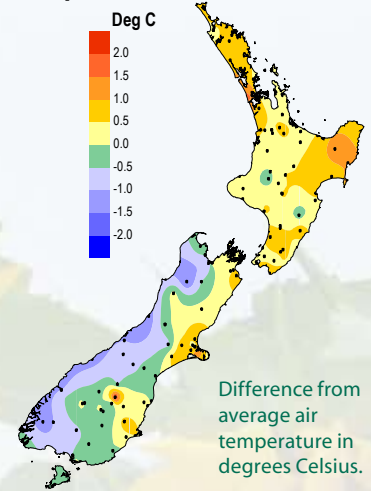 Deg C
2.0
1.5
1.0
0.5
0.0
-0.5
-1.0
-1.5
-2.0
Difference from
average air
temperature in
degrees Celsius.